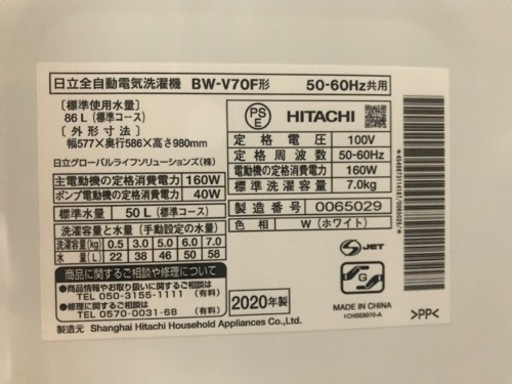 日立全自動電気洗濯機 BW-V70F形 50-60Hz共用
〔標準使用水量〕
86L(標準コース)
〔外形寸法〕
幅577×奥行586×高さ980mm
日立グローバルライフソリューションズ(株)
主電動機の定格消費電力 160W
ポンプ電動機の定格消費電力 40W
標準水量 50L(標準コース)
洗濯容量と水量(手動設定の水量)
洗濯容量(kg) 0.5 3.0 5.0 6.0 7.0
水量(L) 22 38 46 50 58
商品に関するご相談や修理について
●商品情報やお取り扱いに関するご相談
TEL 050-3155-1111 (有料)
●修理に関するご相談
TEL 0570-0031-68 (有料)
2020年製
製造元 Shanghai Hitachi Household Appliances Co.,Ltd.
PS
E
HITACHI
定格電圧 100V
定格周波数 50-60Hz
電動機の定格消費電力 160W
標準洗濯容量 7.0kg
製造番号 0065029
色相 W(ホワイト)
S-JET
MADE IN CHINA
>PP<